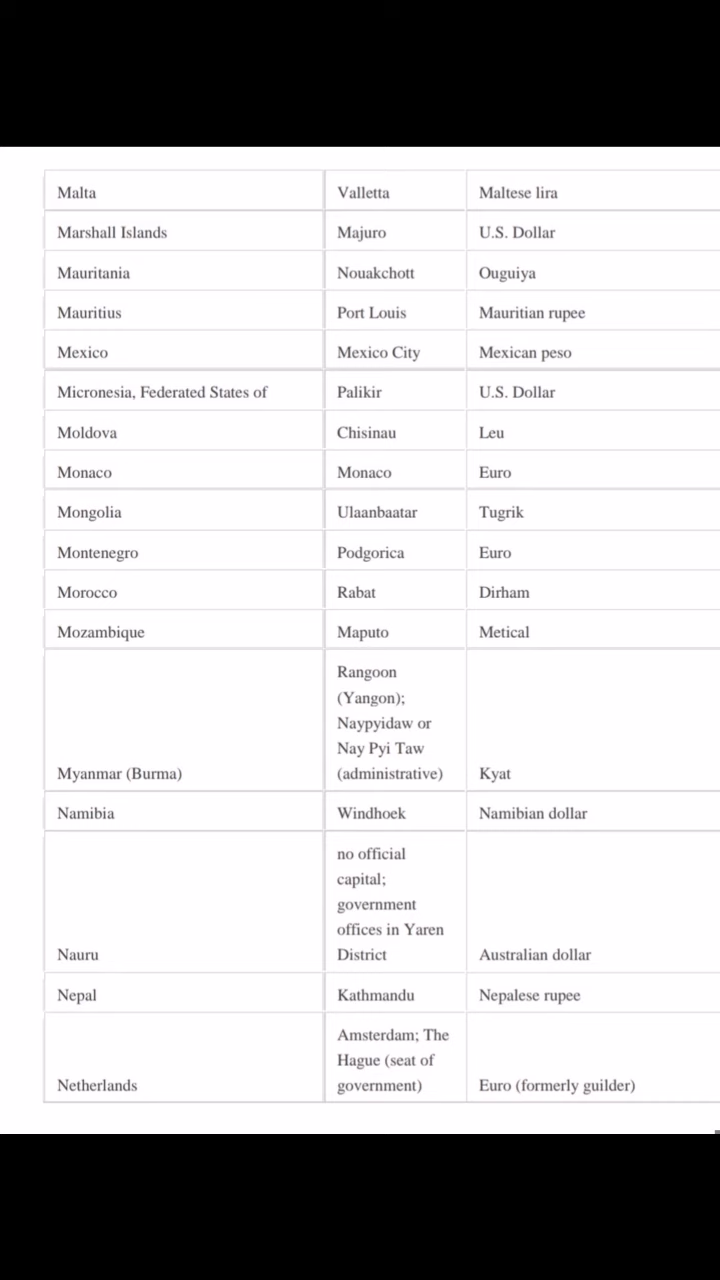 Malta Valletta Maltese lira
Marshall Islands Majuro U.S. Dollar
Mauritania Nouakchott Ouguiya
Mauritius Port Louis Mauritian rupee
Mexico Mexico City Mexican peso
Micronesia, Federated States of Palikir U.S. Dollar
Moldova Chisinau Leu
Monaco Monaco Euro
Mongolia Ulaanbaatar Tugrik
Montenegro Podgorica Euro
Morocco Rabat Dirham
Mozambique Maputo Metical
Rangoon
(Yangon);
Naypyidaw or
Nay Pyi Taw
Myanmar (Burma) (administrative) Kyat
Namibia Windhoek Namibian dollar
no official
capital;
government
offices in Yaren
Nauru District Australian dollar
Nepal Kathmandu Nepalese rupee
Amsterdam; The
Hague (seat of
Netherlands government) Euro (formerly guilder)